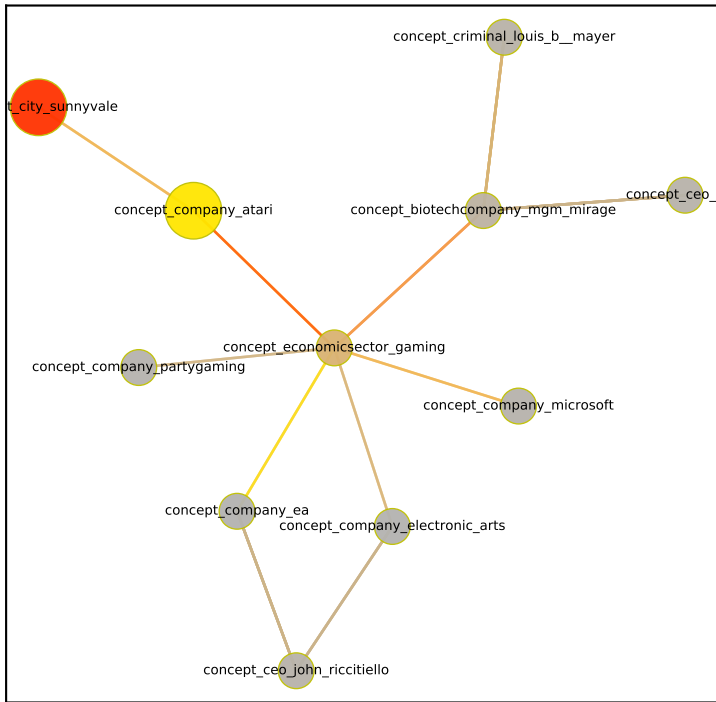 concept_criminal_louis_b__mayer
t_city_sunnyvale
concept_ceo_
concept_company_atari
concept_biotechcompany_mgm_mirage
concept_economicsector_gaming
concept_company_partygaming
concept_company_microsoft
concept_company_ea
concept_company_electronic_arts
concept_ceo_john_riccitiello